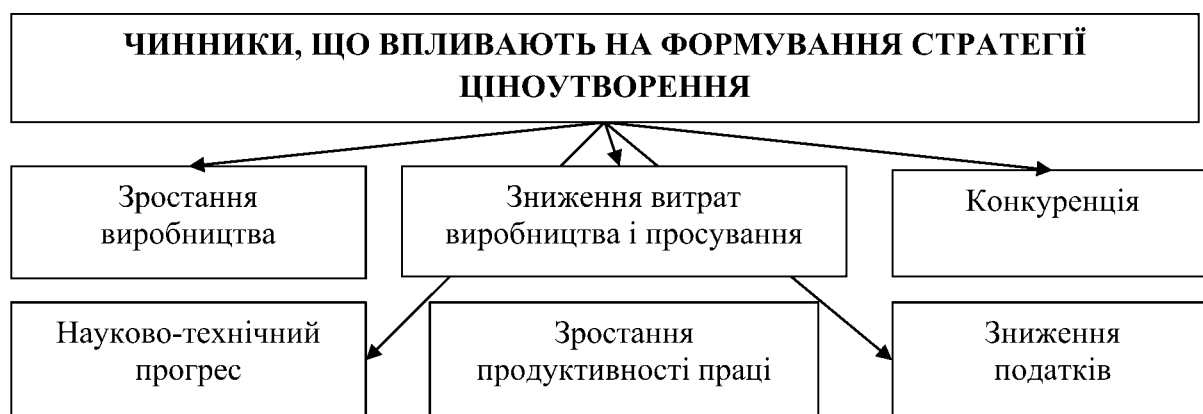 ЧИННИКИ, ЩО ВПЛИВАЮТЬ НА ФОРМУВАННЯ СТРАТЕГІЇ
ЦІНОУТВОРЕННЯ
Зростання
виробництва
Зниження витрат
виробництва і просування
Конкуренція
Науково-технічний
прогрес
Зростання
продуктивності праці
Зниження
податків